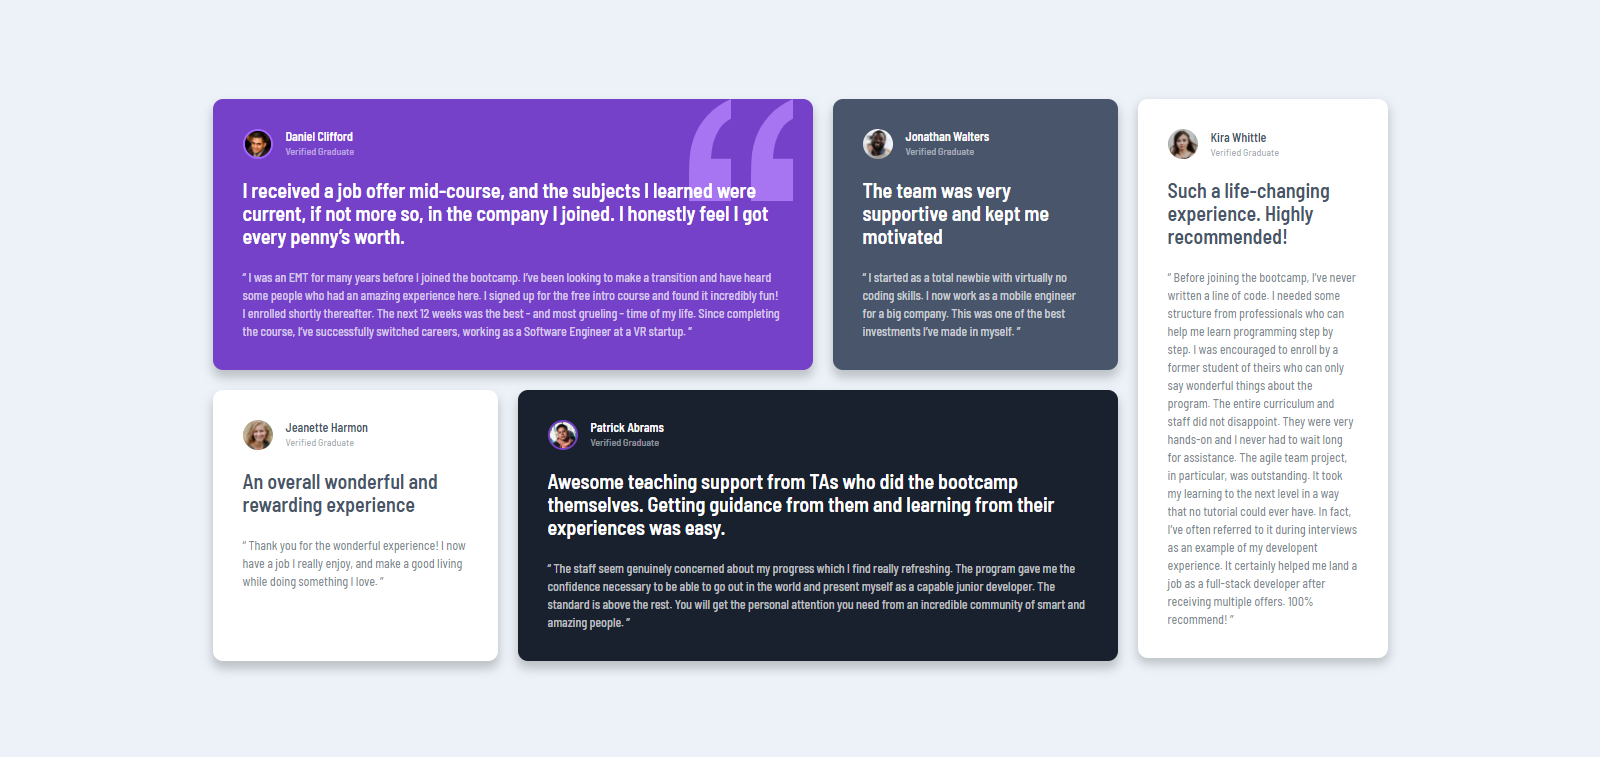 Daniel Clifford
Verified Graduate
I received a job offer mid-course, and the subjects I learned were
current, if not more so, in the company I joined. I honestly feel I got
every penny’s worth.
“ I was an EMT for many years before I joined the bootcamp. I’ve been looking to make a transition and have heard
some people who had an amazing experience here. I signed up for the free intro course and found it incredibly fun!
I enrolled shortly thereafter. The next 12 weeks was the best - and most grueling - time of my life. Since completing
the course, I’ve successfully switched careers, working as a Software Engineer at a VR startup. ”
Jonathan Walters
Verified Graduate
The team was very
supportive and kept me
motivated
“ I started as a total newbie with virtually no
coding skills. I now work as a mobile engineer
for a big company. This was one of the best
investments I’ve made in myself. ”
Kira Whittle
Verified Graduate
Such a life-changing
experience. Highly
recommended!
“ Before joining the bootcamp, I’ve never
written a line of code. I needed some
structure from professionals who can
help me learn programming step by
step. I was encouraged to enroll by a
former student of theirs who can only
say wonderful things about the
program. The entire curriculum and
staff did not disappoint. They were very
hands-on and I never had to wait long
for assistance. The agile team project,
in particular, was outstanding. It took
my learning to the next level in a way
that no tutorial could ever have. In fact,
I’ve often referred to it during interviews
as an example of my developent
experience. It certainly helped me land a
job as a full-stack developer after
receiving multiple offers. 100%
recommend! ”
Jeanette Harmon
Verified Graduate
An overall wonderful and
rewarding experience
“ Thank you for the wonderful experience! I now
have a job I really enjoy, and make a good living
while doing something I love. ”
Patrick Abrams
Verified Graduate
Awesome teaching support from TAs who did the bootcamp
themselves. Getting guidance from them and learning from their
experiences was easy.
“ The staff seem genuinely concerned about my progress which I find really refreshing. The program gave me the
confidence necessary to be able to go out in the world and present myself as a capable junior developer. The
standard is above the rest. You will get the personal attention you need from an incredible community of smart and
amazing people. ”